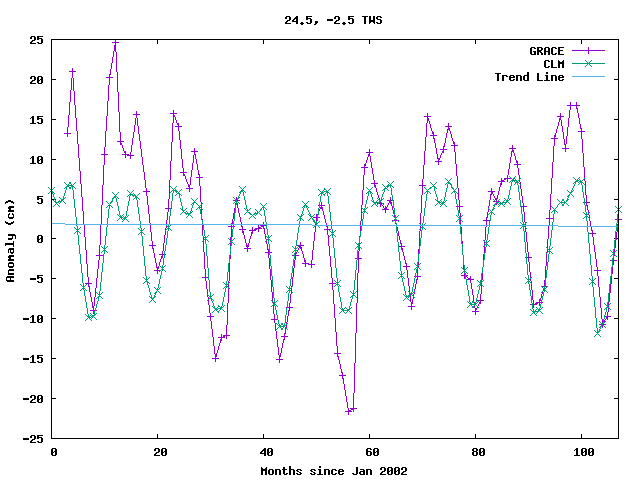 24.5, -2.5 TWS
GRACE
CLM
Trend Line
25
20
15
10
5
0
-5
-10
-15
-20
-25
Anomaly (cm)
0 20 40 60 80 100
Months since Jan 2002